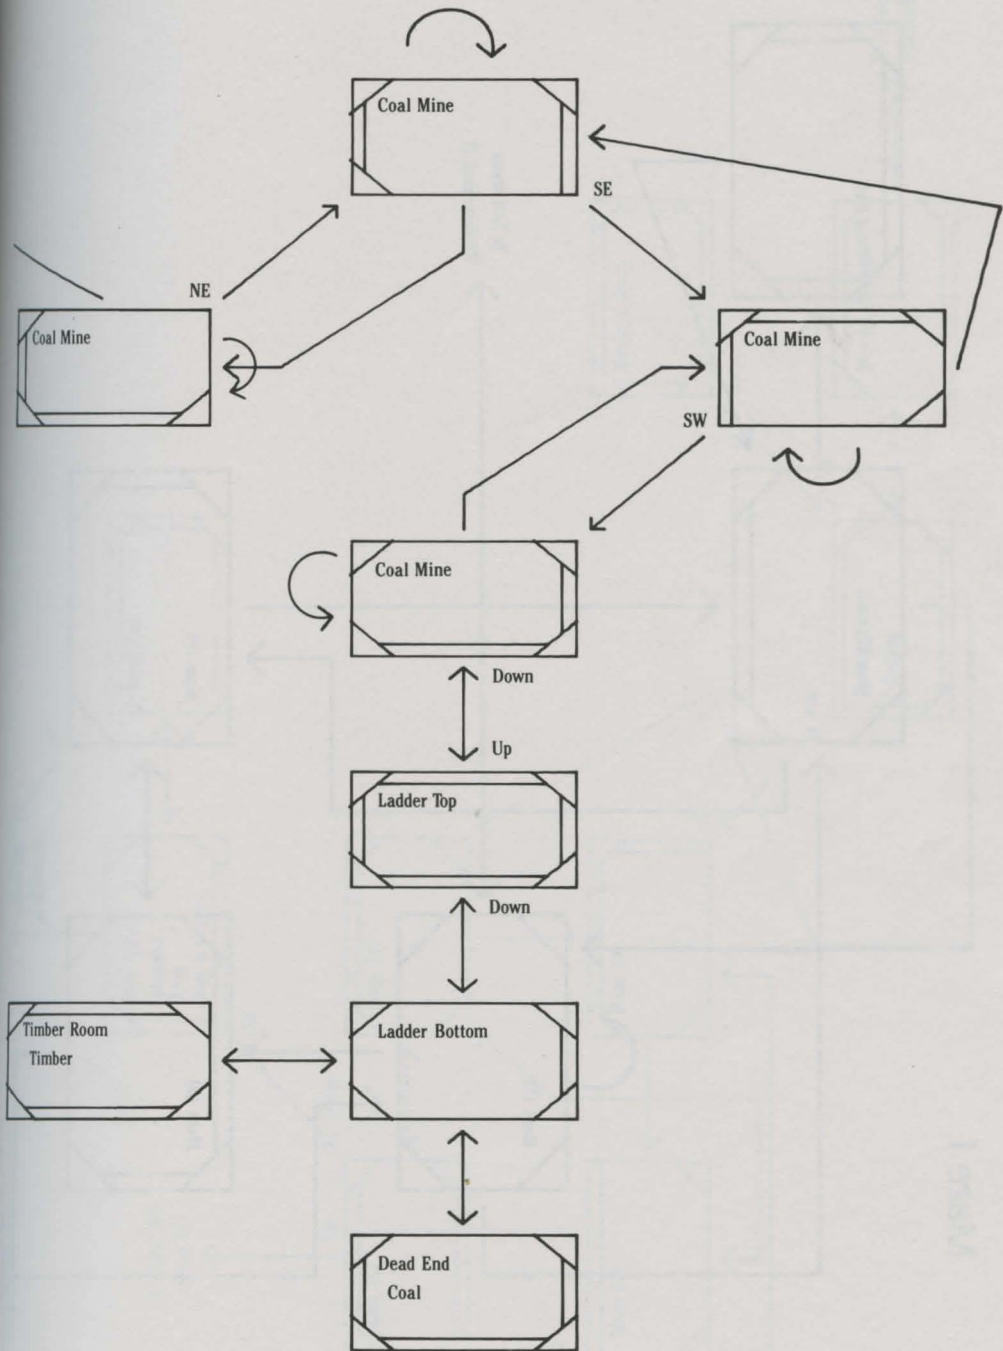 Coal Mine
SE
NE
Coal Mine
Coal Mine
SW
Coal Mine
Down
Up
Ladder Top
Down
Timber Room
Timber
Ladder Bottom
Dead End
Coal